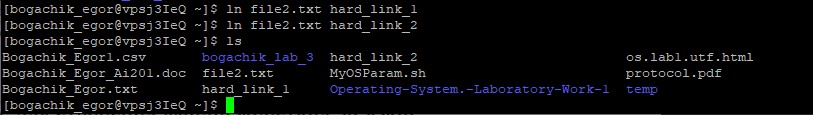 [bogachik_egor@vpsj3IeQ ~]$ ln file2.txt hard_link_1
[bogachik_egor@vpsj3IeQ ~]$ ln file2.txt hard_link_2
[bogachik_egor@vpsj3IeQ ~]$ ls
Bogachik_Egor1.csv bogachik_lab_3 hard_link_2 os.lab1.utf.html
Bogachik_Egor_Ai201.doc file2.txt MyOSParam.sh protocol.pdf
Bogachik_Egor.txt hard_link_1 Operating-System.-Laboratory-Work-1 temp
[bogachik_egor@vpsj3IeQ ~]$